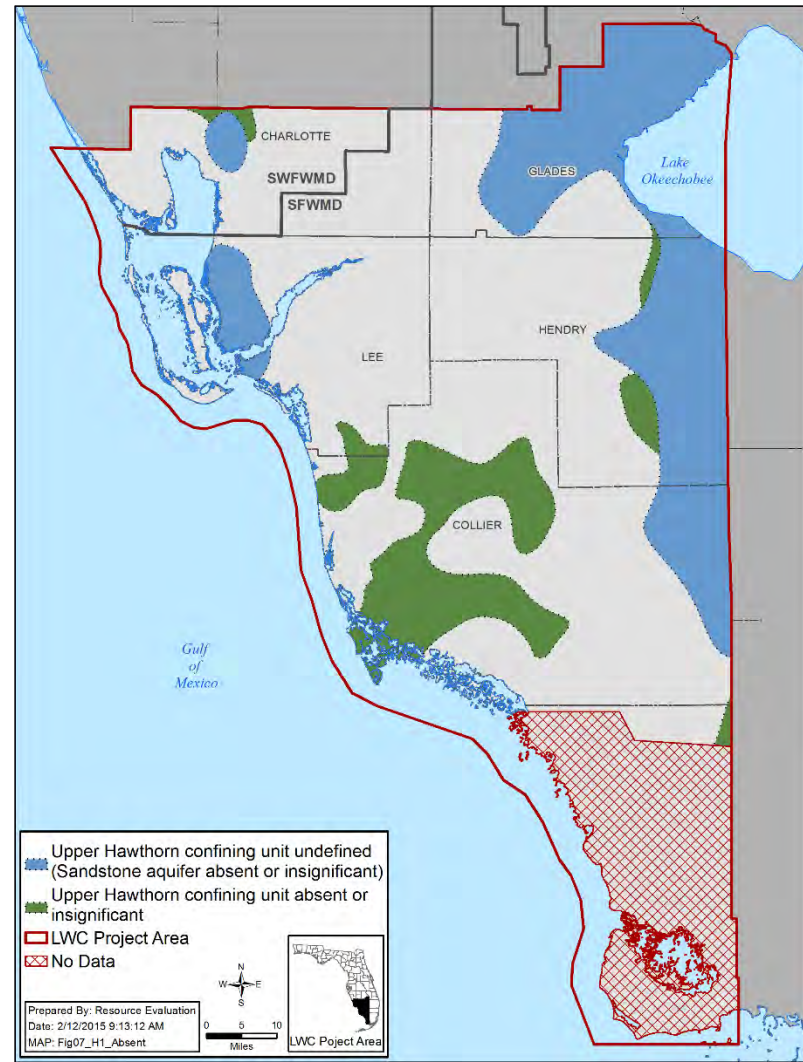 CHARLOTTE
SWFWMD
SFWMD
GLADES
Lake
Okeechobee
HENDRY
LEE
COLLIER
Gulf
of
Mexico
Upper Hawthorn confining unit undefined
(Sandstone aquifer absent or insignificant)
Upper Hawthorn confining unit absent or
insignificant
LWC Project Area
No Data
N
W E
S
Prepared By: Resource Evaluation
Date: 2/12/2015 9:13:12 AM
MAP: Fig07_H1_Absent
0 5 10
Miles
LWC Poject Area